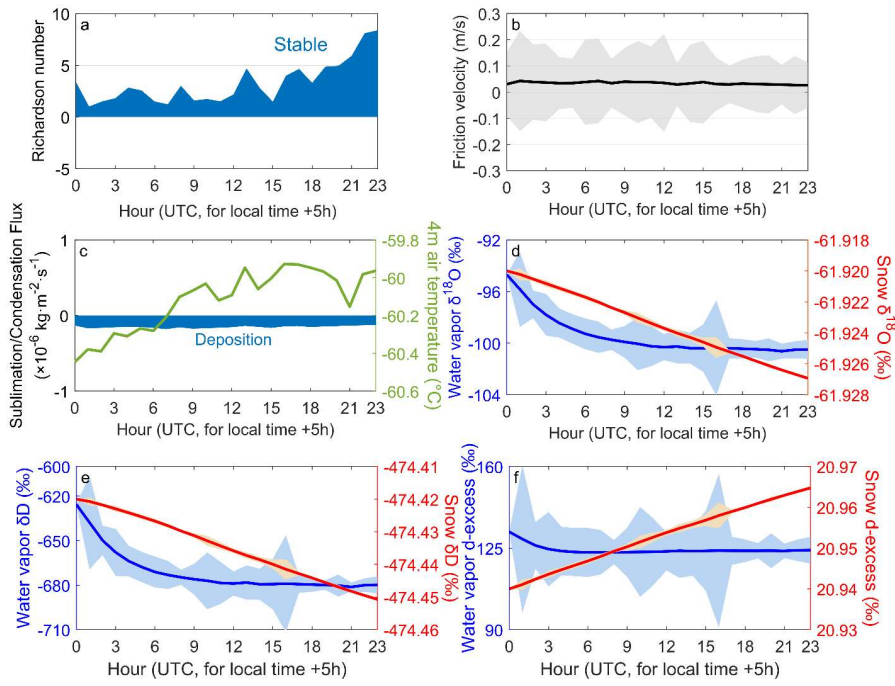 a
Stable
Richardson number
10
5
0
-5
0 3 6 9 12 15 18 21 23
Hour (UTC, for local time +5h)
b
Friction velocity (m/s)
0.3
0.2
0.1
0
-0.1
-0.2
-0.3
0 3 6 9 12 15 18 21 23
Hour (UTC, for local time +5h)
c
Sublimation/Condensation Flux
(×10⁻⁶ kg·m⁻²·s⁻¹)
1
0
-1
Deposition
-59.8
-60
-60.2
-60.4
-60.6
4m air temperature (°C)
0 3 6 9 12 15 18 21 23
Hour (UTC, for local time +5h)
d
Water vapor δ¹⁸O (‰)
-92
-96
-100
-104
-61.918
-61.920
-61.922
-61.924
-61.926
-61.928
Snow δ¹⁸O (‰)
0 3 6 9 12 15 18 21 23
Hour (UTC, for local time +5h)
e
Water vapor δD (‰)
-600
-620
-650
-680
-710
-474.41
-474.42
-474.43
-474.44
-474.45
-474.46
Snow δD (‰)
0 3 6 9 12 15 18 21 23
Hour (UTC, for local time +5h)
f
Water vapor d-excess (‰)
160
125
90
20.97
20.96
20.95
20.94
20.93
Snow d-excess (‰)
0 3 6 9 12 15 18 21 23
Hour (UTC, for local time +5h)